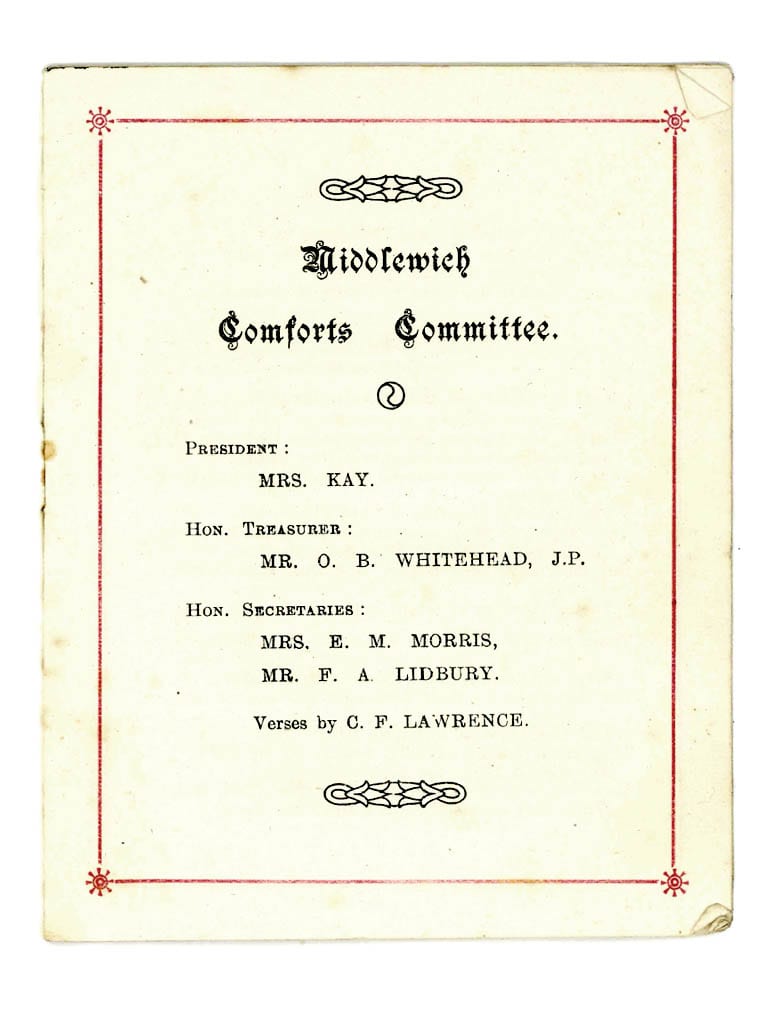 Middlewich
Comforts Committee.
PRESIDENT :
MRS. KAY.
HON. TREASURER :
MR. O. B. WHITEHEAD, J.P.
HON. SECRETARIES :
MRS. E. M. MORRIS,
MR. F. A. LIDBURY.
Verses by C. F. LAWRENCE.